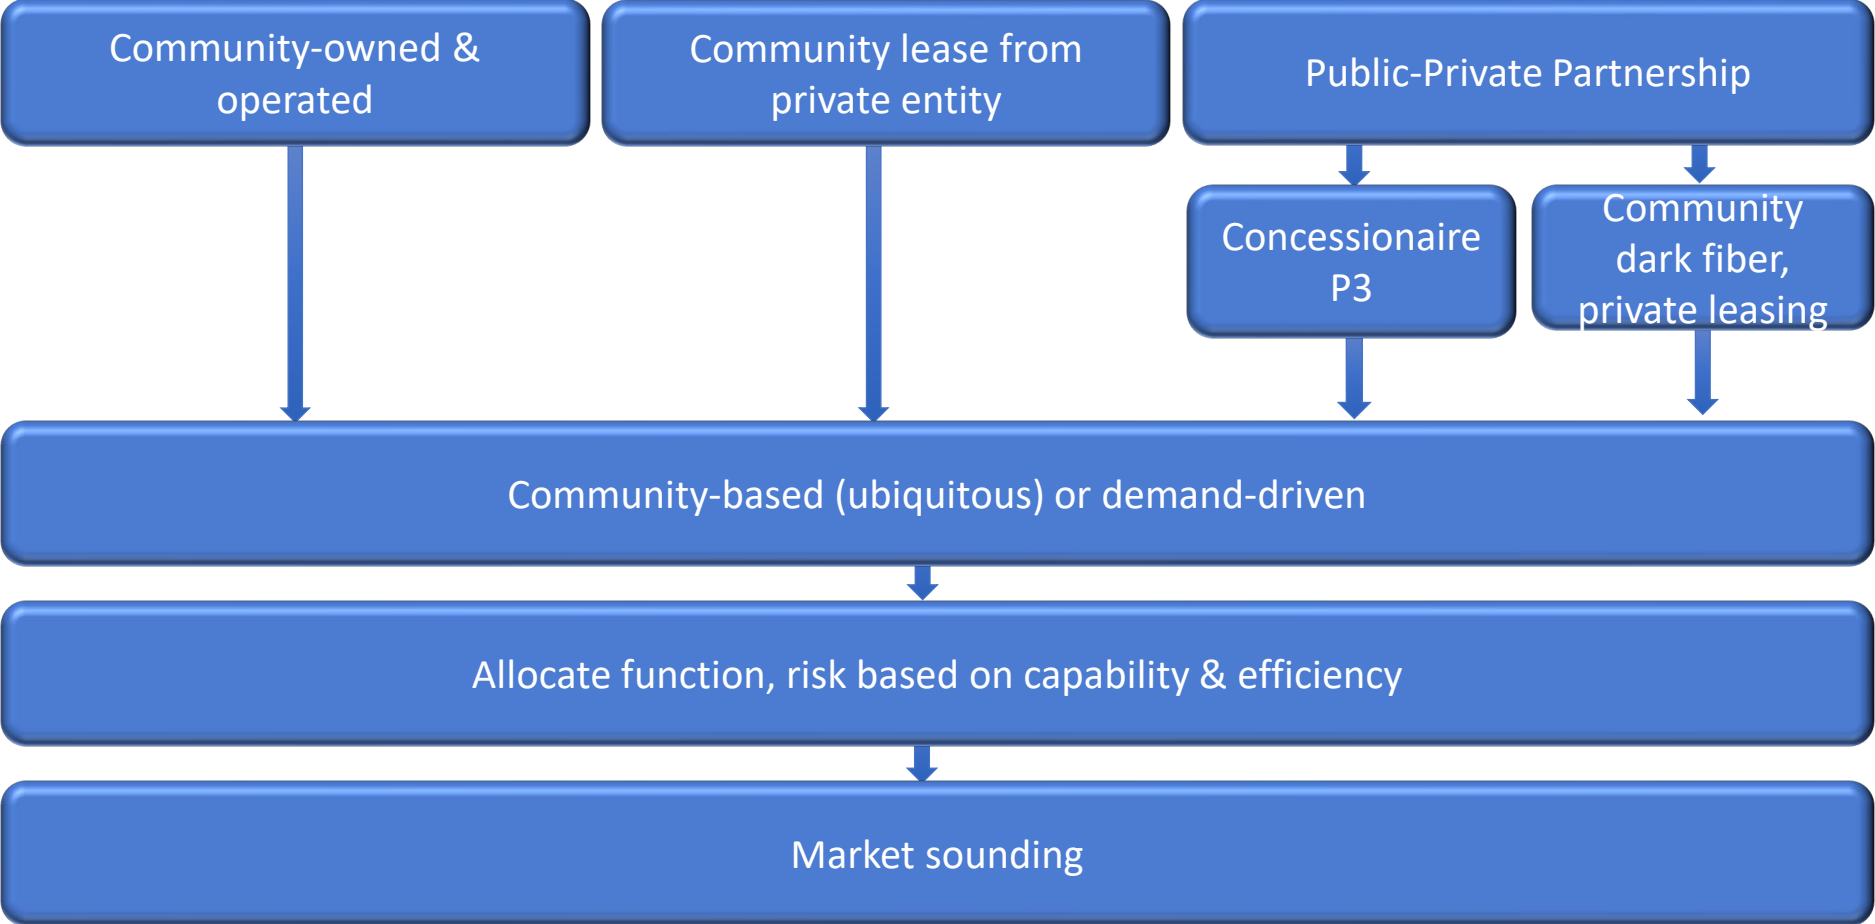 Community-owned &
operated
Community lease from
private entity
Public-Private Partnership
Concessionaire
P3
Community
dark fiber,
private leasing
Community-based (ubiquitous) or demand-driven
Allocate function, risk based on capability & efficiency
Market sounding